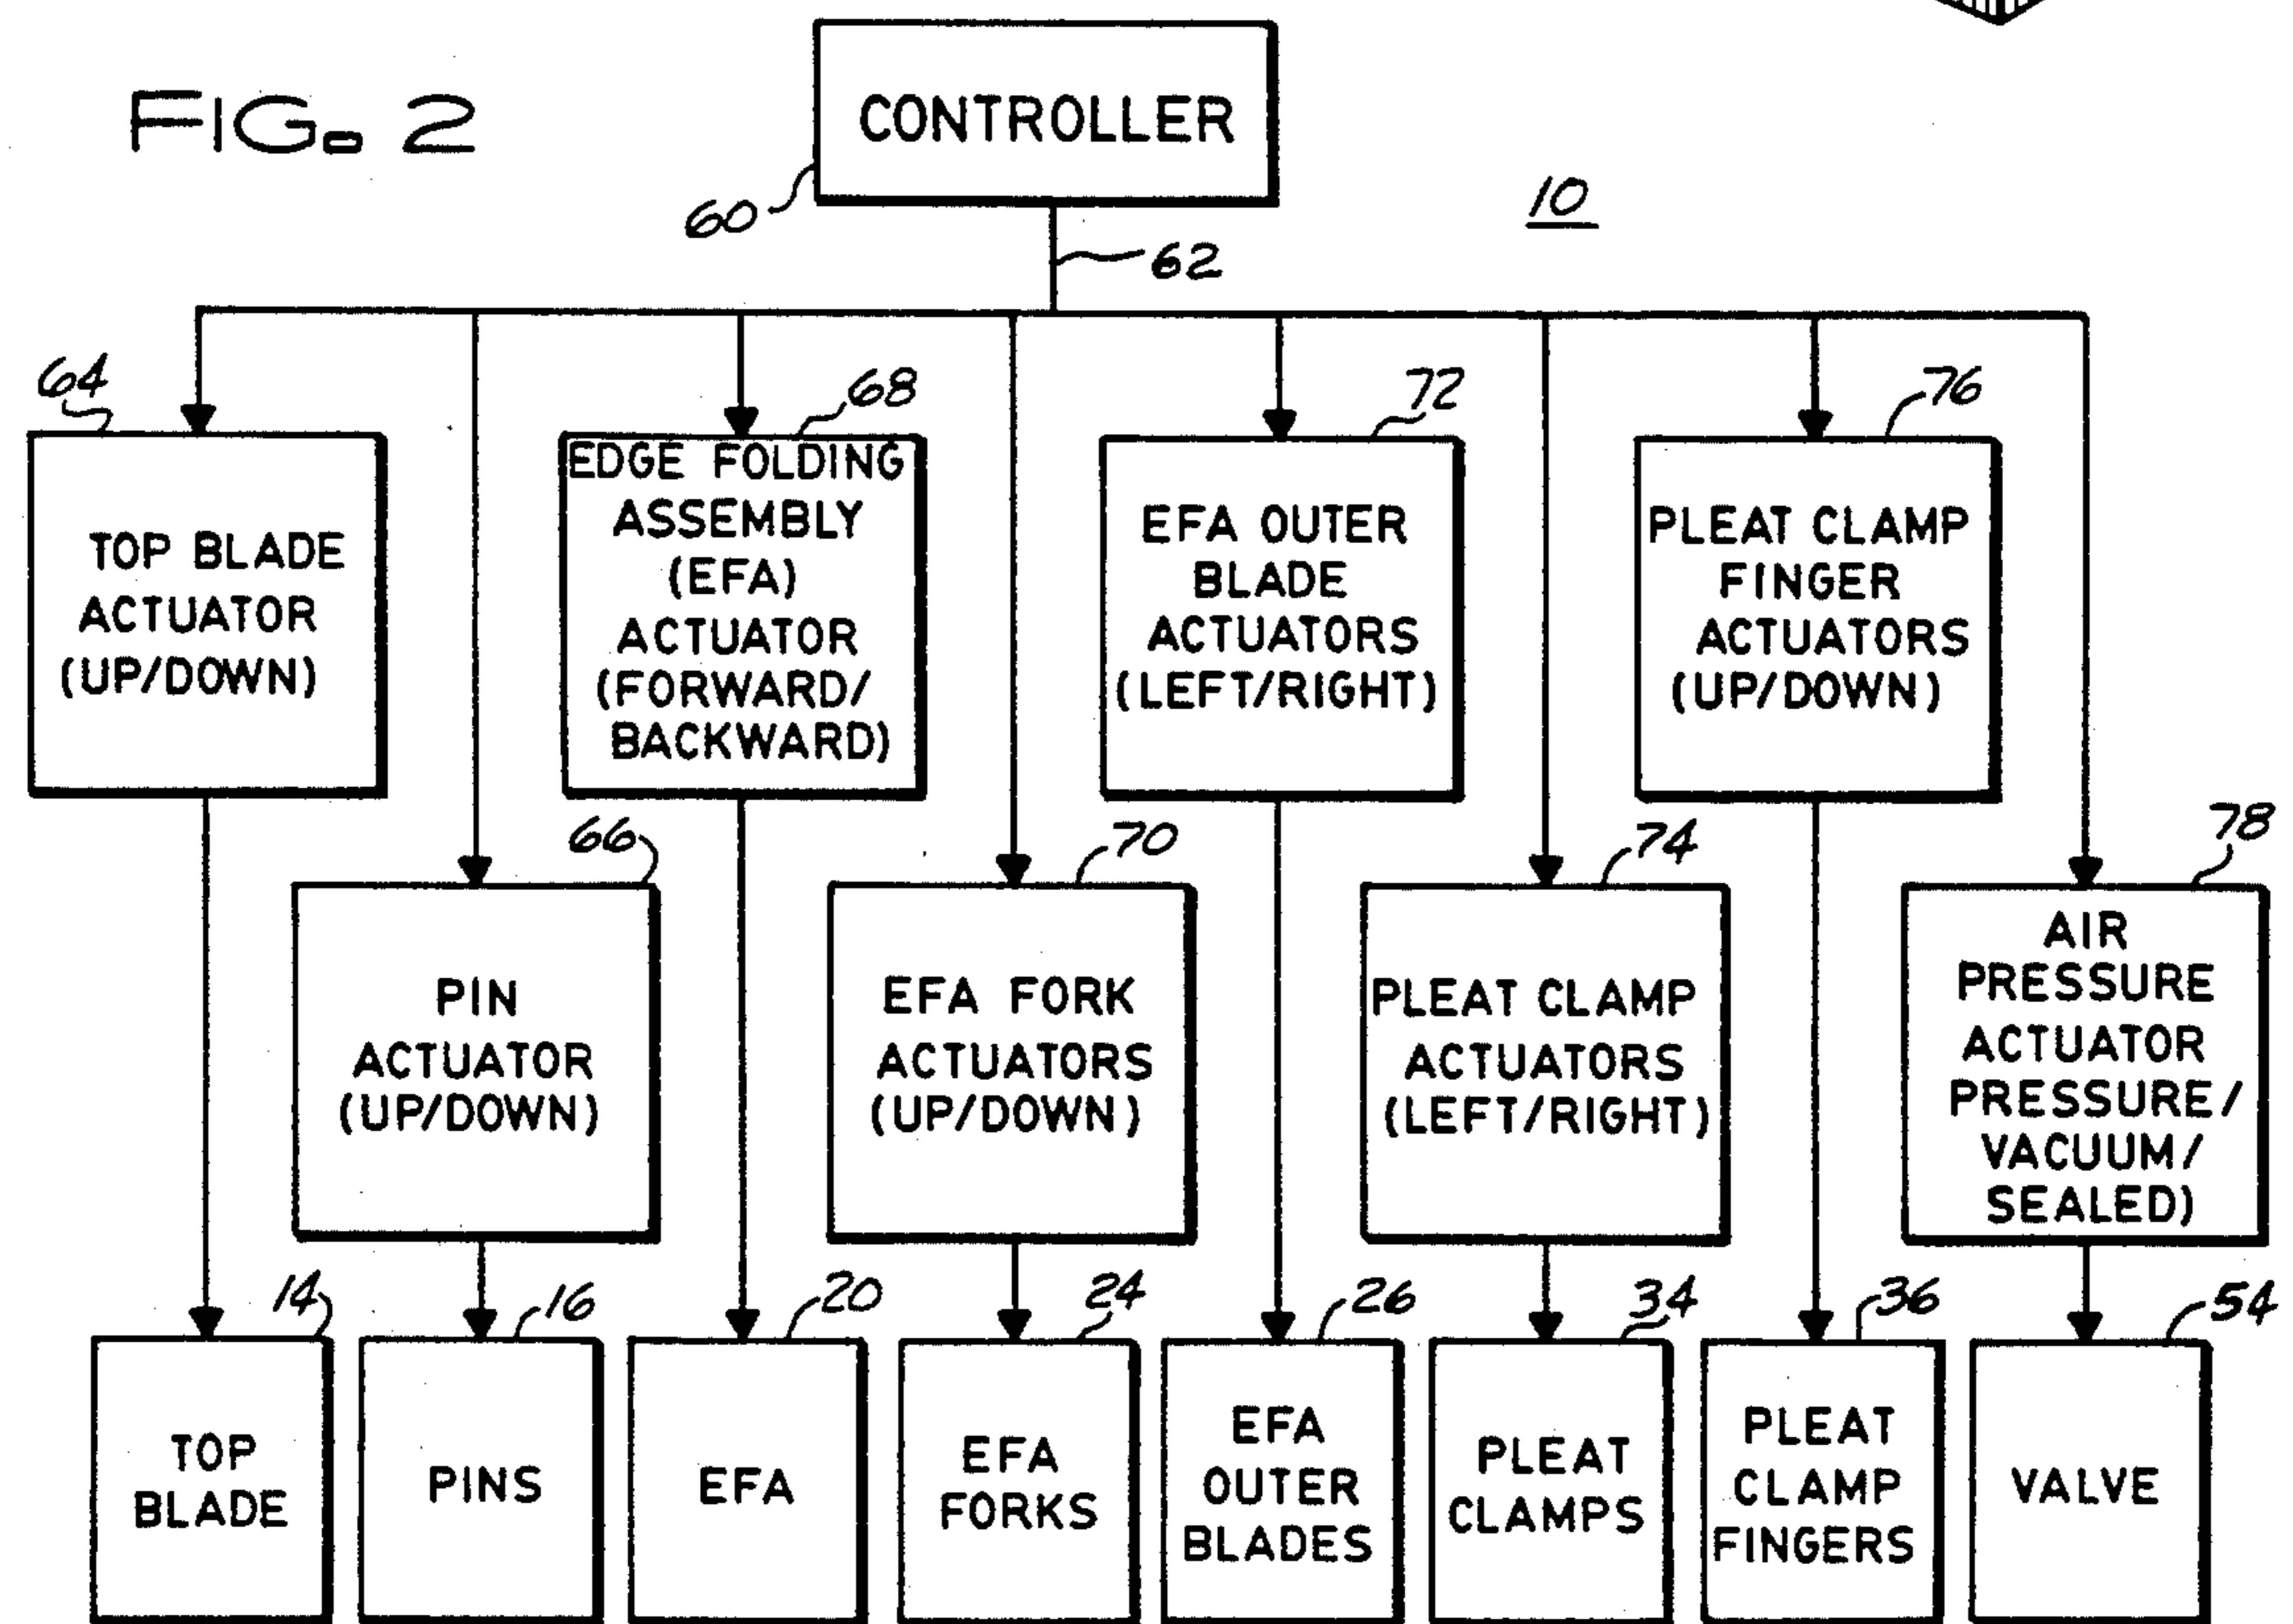 FIG. 2
CONTROLLER
60
10
62
64
68
72
76
TOP BLADE
ACTUATOR
(UP/DOWN)
EDGE FOLDING
ASSEMBLY
(EFA)
ACTUATOR
(FORWARD/
BACKWARD)
EFA OUTER
BLADE
ACTUATORS
(LEFT/RIGHT)
PLEAT CLAMP
FINGER
ACTUATORS
(UP/DOWN)
66
70
74
78
PIN
ACTUATOR
(UP/DOWN)
EFA FORK
ACTUATORS
(UP/DOWN)
PLEAT CLAMP
ACTUATORS
(LEFT/RIGHT)
AIR
PRESSURE
ACTUATOR
PRESSURE/
VACUUM/
SEALED)
14
16
20
24
26
34
36
54
TOP
BLADE
PINS
EFA
EFA
FORKS
EFA
OUTER
BLADES
PLEAT
CLAMPS
PLEAT
CLAMP
FINGERS
VALVE